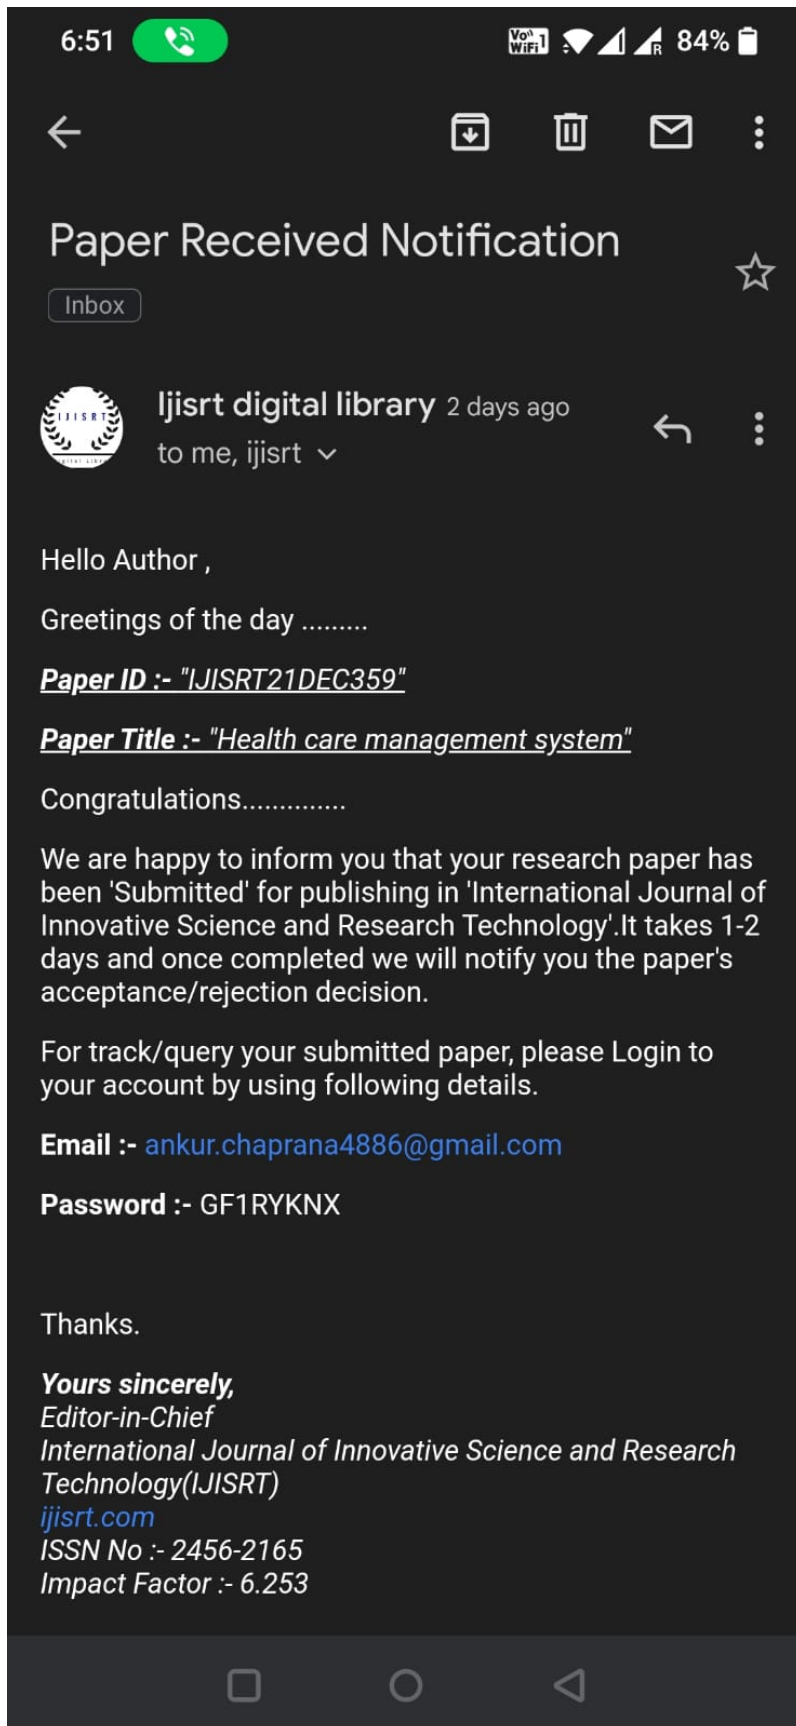 6:51
Vo))
WiFi 1
R
84%
Paper Received Notification
Inbox
IJISRT
Ijisrt digital library 2 days ago
to me, ijisrt
Hello Author ,
Greetings of the day .........
Paper ID :- "IJISRT21DEC359"
Paper Title :- "Health care management system"
Congratulations..............
We are happy to inform you that your research paper has
been 'Submitted' for publishing in 'International Journal of
Innovative Science and Research Technology'.It takes 1-2
days and once completed we will notify you the paper's
acceptance/rejection decision.
For track/query your submitted paper, please Login to
your account by using following details.
Email :- ankur.chaprana4886@gmail.com
Password :- GF1RYKNX
Thanks.
Yours sincerely,
Editor-in-Chief
International Journal of Innovative Science and Research
Technology(IJISRT)
ijisrt.com
ISSN No :- 2456-2165
Impact Factor :- 6.253